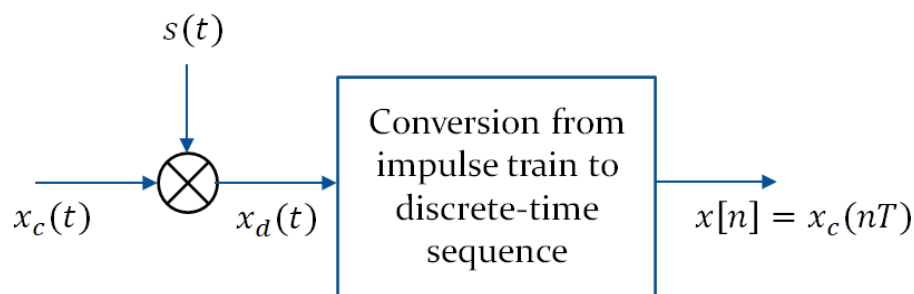 s(t)
Conversion from
impulse train to
discrete-time
sequence
x_c(t)
x_d(t)
x[n] = x_c(nT)